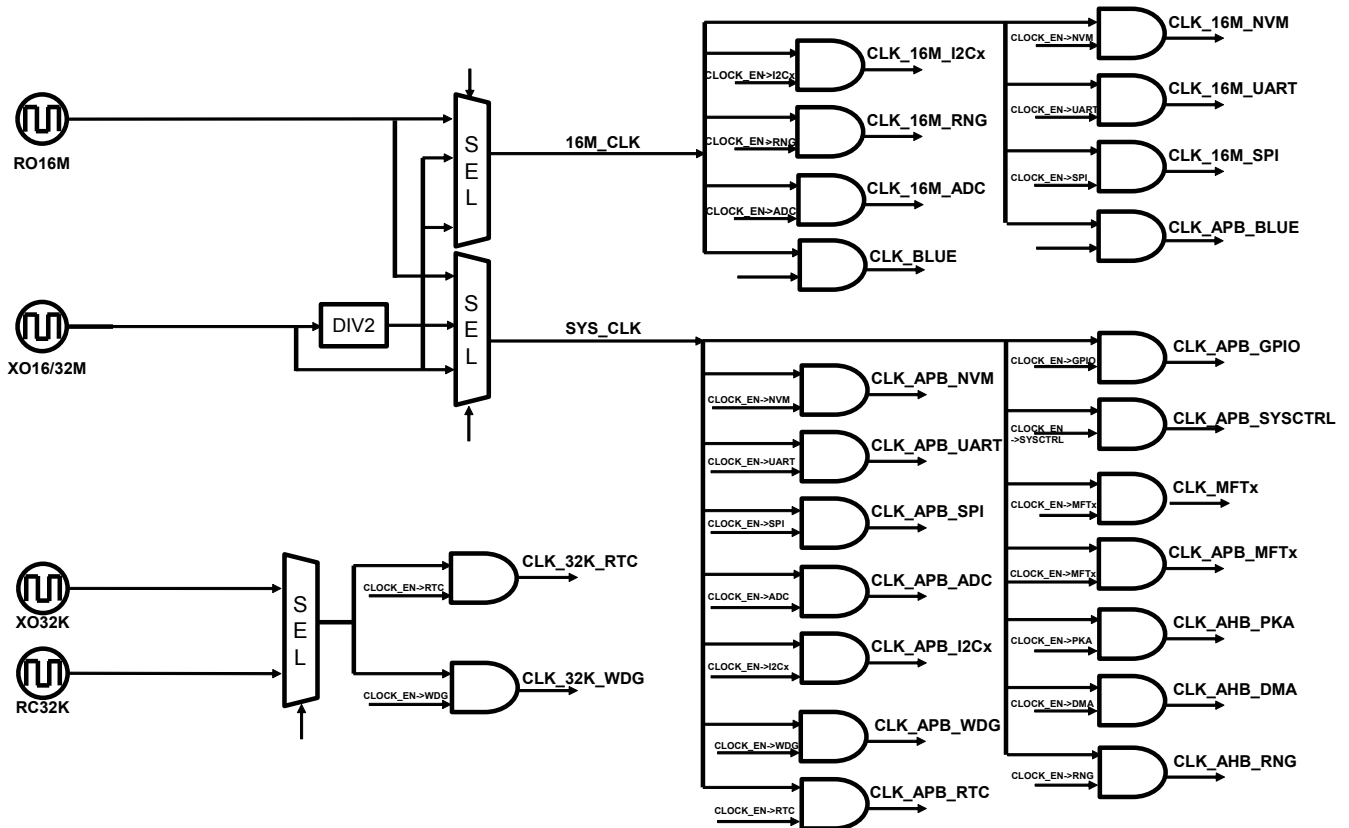 RO16M
XO16/32M
DIV2
SEL
SEL
16M_CLK
SYS_CLK
CLOCK_EN->I2Cx
CLK_16M_I2Cx
CLOCK_EN->RNG
CLK_16M_RNG
CLOCK_EN->ADC
CLK_16M_ADC
CLK_BLUE
CLOCK_EN->NVM
CLK_16M_NVM
CLOCK_EN->UART
CLK_16M_UART
CLOCK_EN->SPI
CLK_16M_SPI
CLK_APB_BLUE
CLOCK_EN->NVM
CLK_APB_NVM
CLOCK_EN->UART
CLK_APB_UART
CLOCK_EN->SPI
CLK_APB_SPI
CLOCK_EN->ADC
CLK_APB_ADC
CLOCK_EN->I2Cx
CLK_APB_I2Cx
CLOCK_EN->WDG
CLK_APB_WDG
CLOCK_EN->RTC
CLK_APB_RTC
CLOCK_EN->GPIO
CLK_APB_GPIO
CLOCK_EN
->SYSCTRL
CLK_APB_SYSCTRL
CLOCK_EN->MFTx
CLK_MFTx
CLOCK_EN->MFTx
CLK_APB_MFTx
CLOCK_EN->PKA
CLK_AHB_PKA
CLOCK_EN->DMA
CLK_AHB_DMA
CLOCK_EN->RNG
CLK_AHB_RNG
XO32K
RC32K
SEL
CLOCK_EN->RTC
CLK_32K_RTC
CLOCK_EN->WDG
CLK_32K_WDG